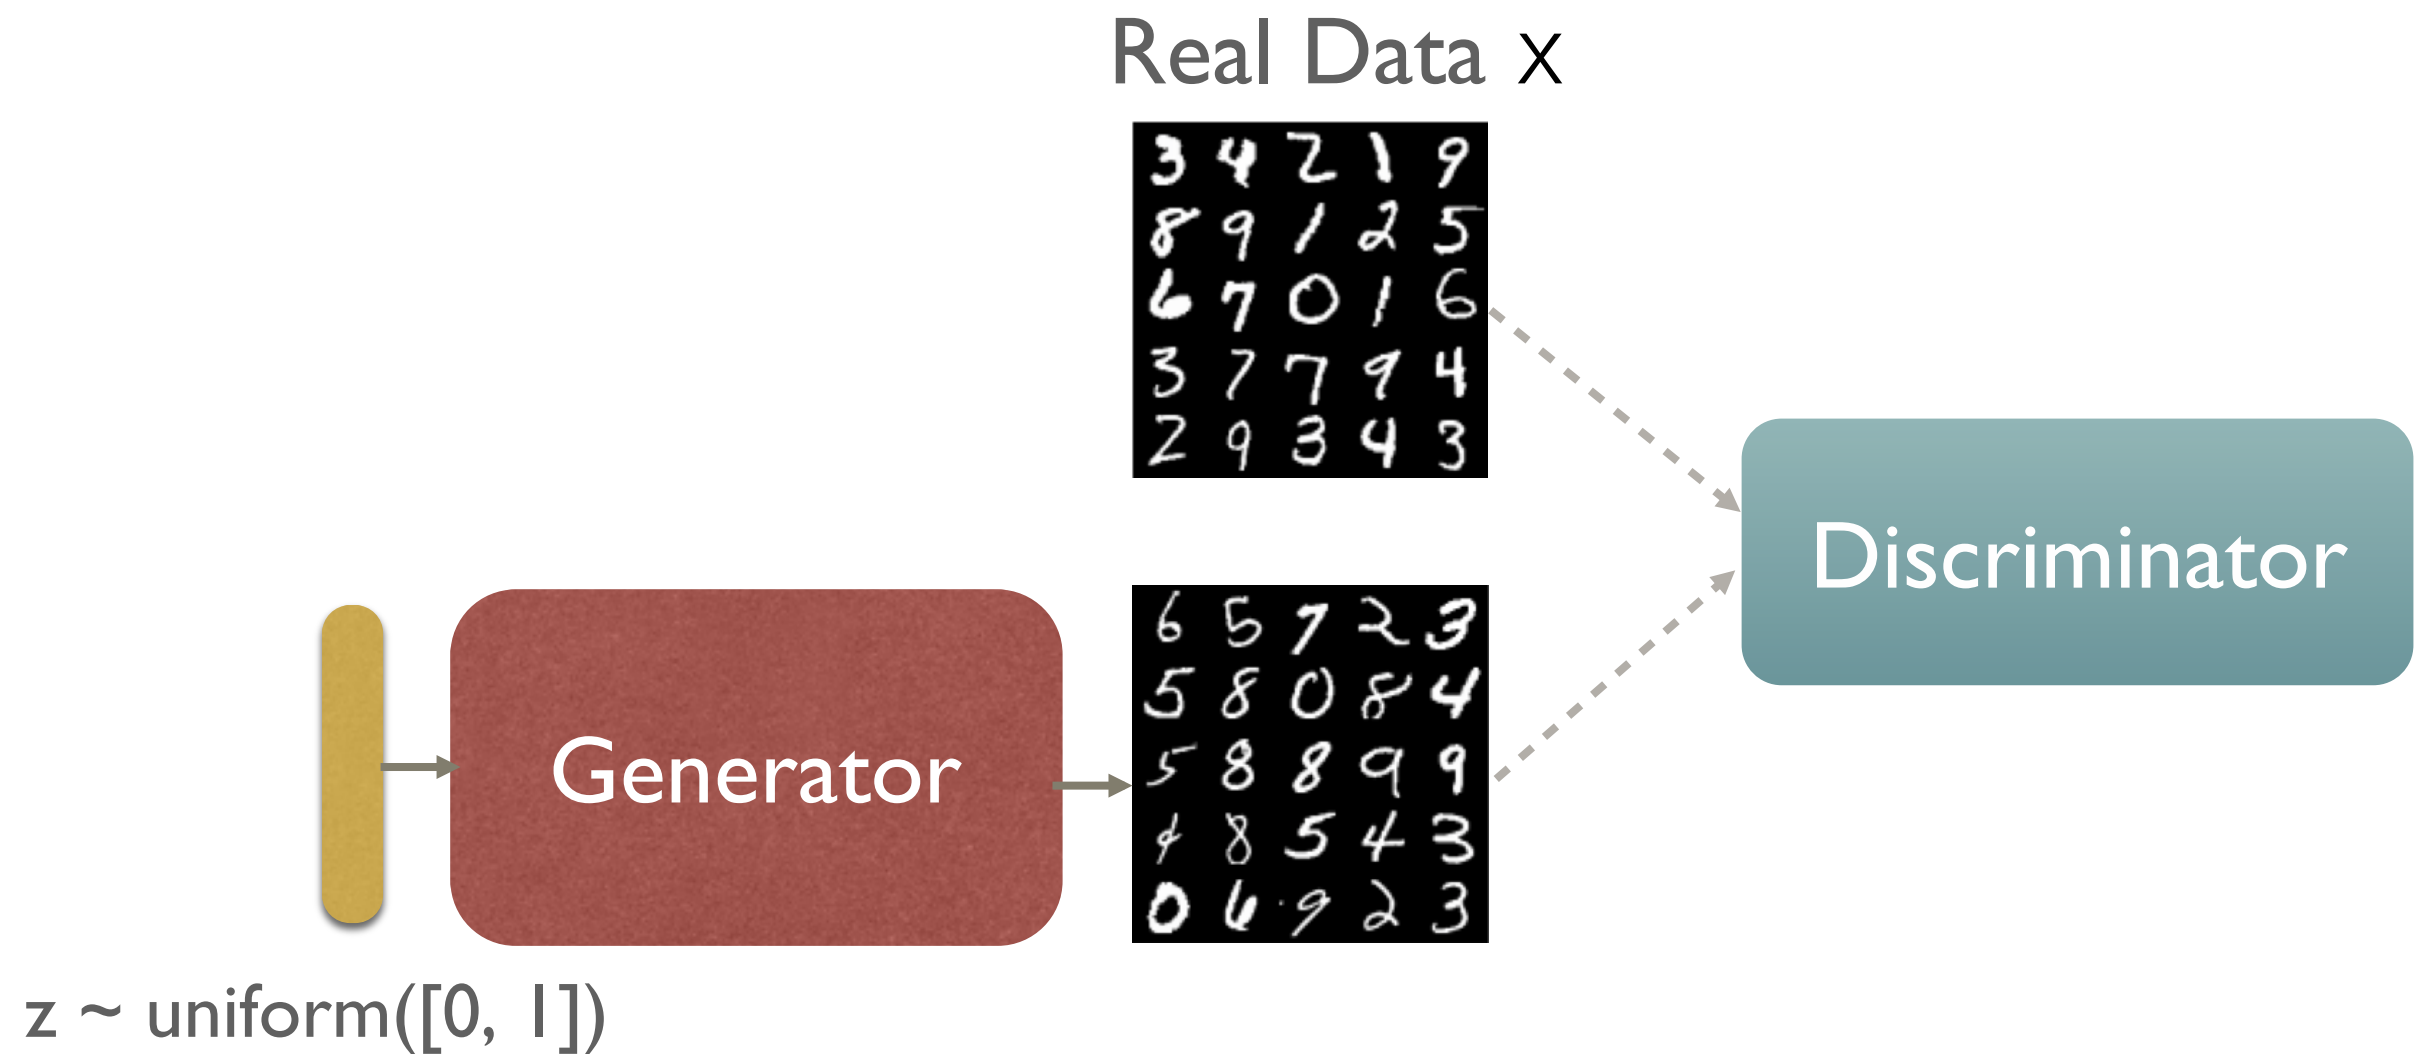 Real Data x
3 4 2 1 9
8 9 1 2 5
6 7 0 1 6
3 7 7 9 4
2 9 3 4 3
Discriminator
6 5 7 2 3
5 8 0 8 4
5 8 8 9 9
4 8 5 4 3
0 6 9 2 3
Generator
z ~ uniform([0, 1])